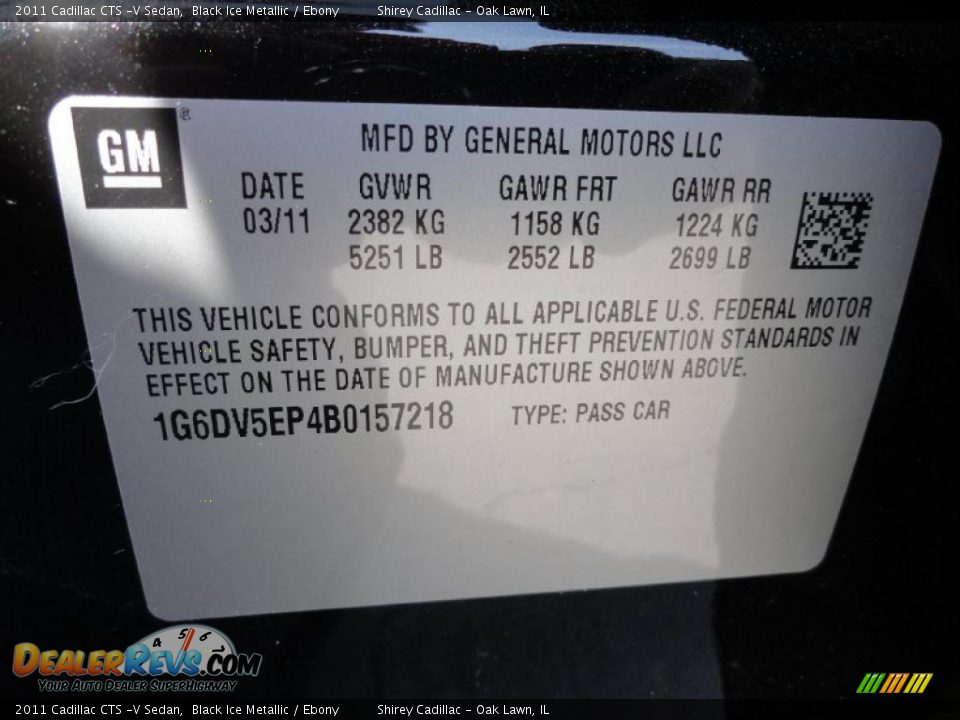 2011 Cadillac CTS -V Sedan, Black Ice Metallic / Ebony Shirey Cadillac - Oak Lawn, IL
GM ®
MFD BY GENERAL MOTORS LLC
DATE GVWR GAWR FRT GAWR RR
03/11 2382 KG 1158 KG 1224 KG
5251 LB 2552 LB 2699 LB
THIS VEHICLE CONFORMS TO ALL APPLICABLE U.S. FEDERAL MOTOR
VEHICLE SAFETY, BUMPER, AND THEFT PREVENTION STANDARDS IN
EFFECT ON THE DATE OF MANUFACTURE SHOWN ABOVE.
1G6DV5EP4B0157218 TYPE: PASS CAR
4 5 6
DEALERREVS.COM
Your Auto Dealer SuperHighway
2011 Cadillac CTS -V Sedan, Black Ice Metallic / Ebony Shirey Cadillac - Oak Lawn, IL